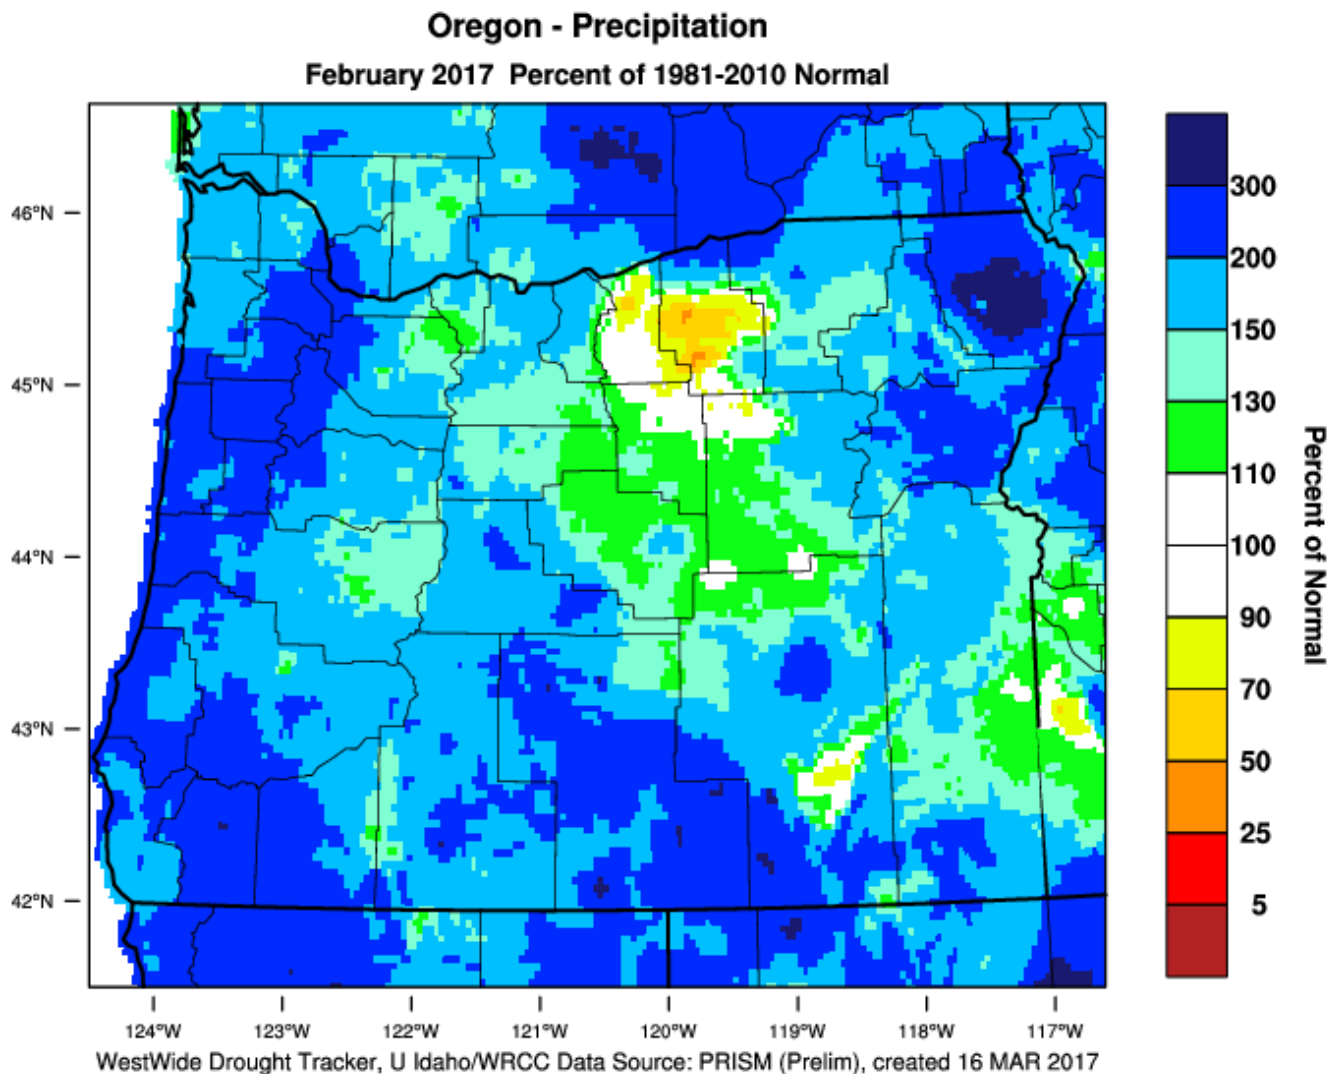 Oregon - Precipitation
February 2017  Percent of 1981-2010 Normal
46°N
45°N
44°N
43°N
42°N
124°W
123°W
122°W
121°W
120°W
119°W
118°W
117°W
300
200
150
130
110
100
90
70
50
25
5
Percent of Normal
WestWide Drought Tracker, U Idaho/WRCC Data Source: PRISM (Prelim), created 16 MAR 2017